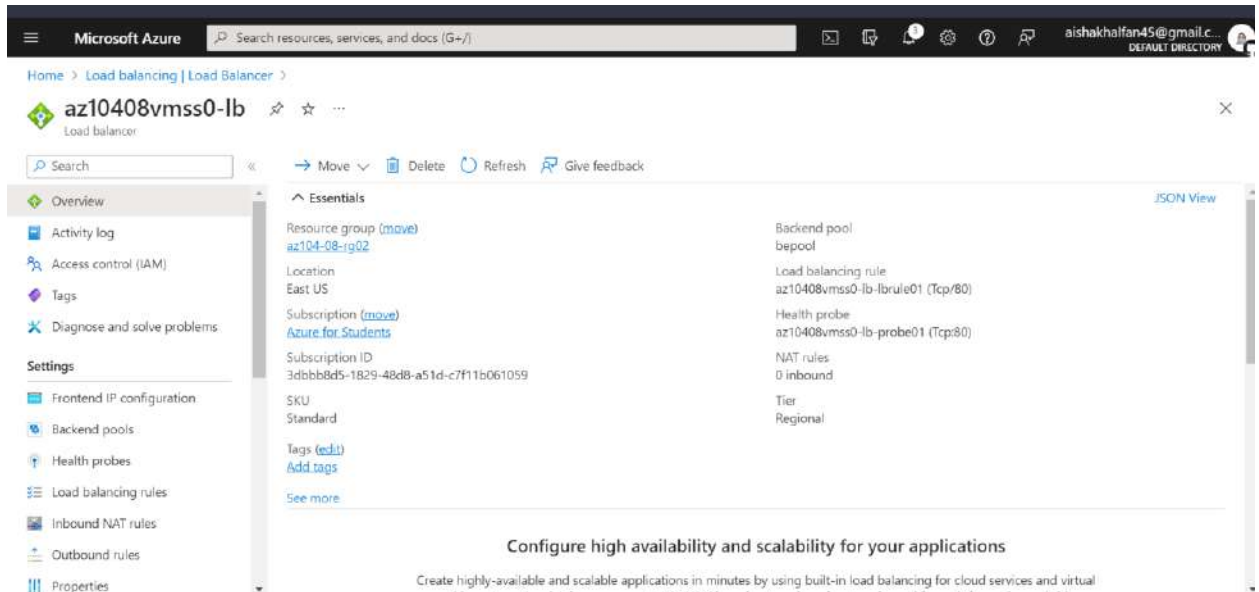 Microsoft Azure
Search resources, services, and docs (G+/)
3
aishakhalfan45@gmail.c...
DEFAULT DIRECTORY
Home > Load balancing | Load Balancer >
az10408vmss0-lb
Load balancer
Search
Move
Delete
Refresh
Give feedback
Overview
Activity log
Access control (IAM)
Tags
Diagnose and solve problems
Settings
Frontend IP configuration
Backend pools
Health probes
Load balancing rules
Inbound NAT rules
Outbound rules
Properties
Essentials
JSON View
Resource group (move)
az104-08-rg02
Location
East US
Subscription (move)
Azure for Students
Subscription ID
3dbbb8d5-1829-48d8-a51d-c7f11b061059
SKU
Standard
Tags (edit)
Add tags
See more
Backend pool
bepool
Load balancing rule
az10408vmss0-lb-lbrule01 (Tcp/80)
Health probe
az10408vmss0-lb-probe01 (Tcp:80)
NAT rules
0 inbound
Tier
Regional
Configure high availability and scalability for your applications
Create highly-available and scalable applications in minutes by using built-in load balancing for cloud services and virtual